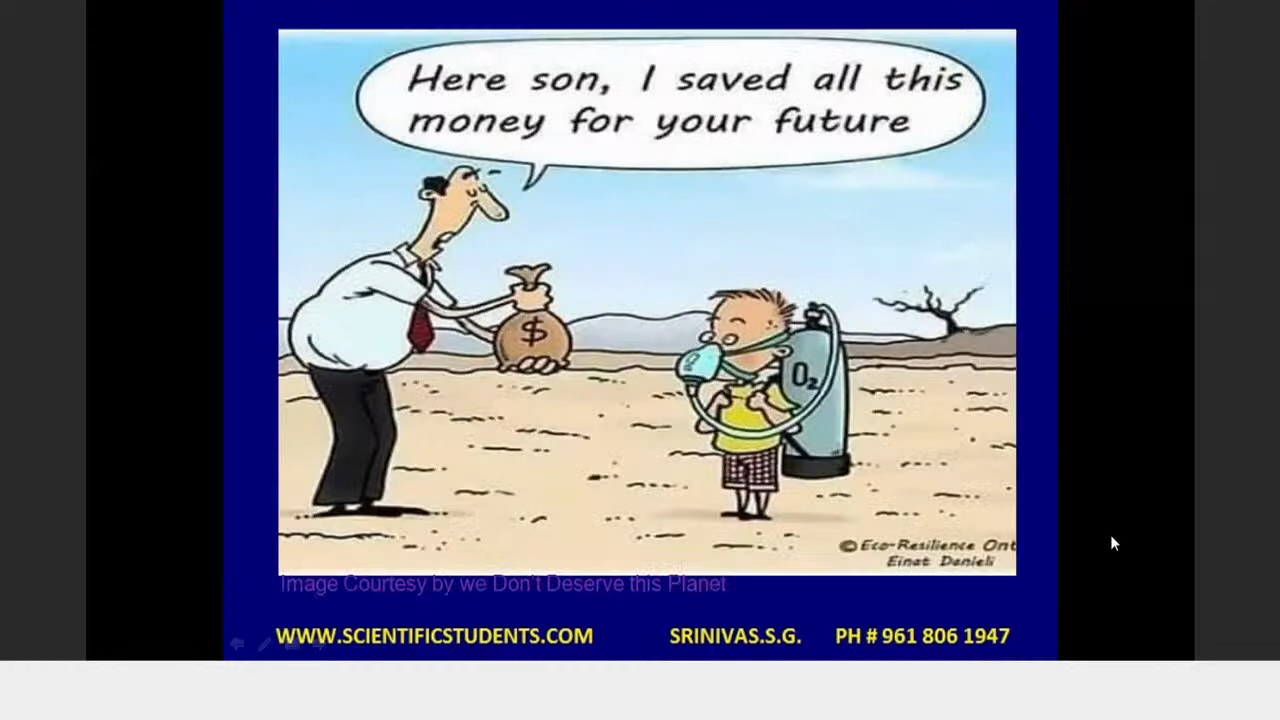 Here son, I saved all this
money for your future
$
O₂
O₂
©Eco-Resilience Ont
Einat Danieli
Image Courtesy by we Don't Deserve this Planet
WWW.SCIENTIFICSTUDENTS.COM SRINIVAS.S.G. PH # 961 806 1947